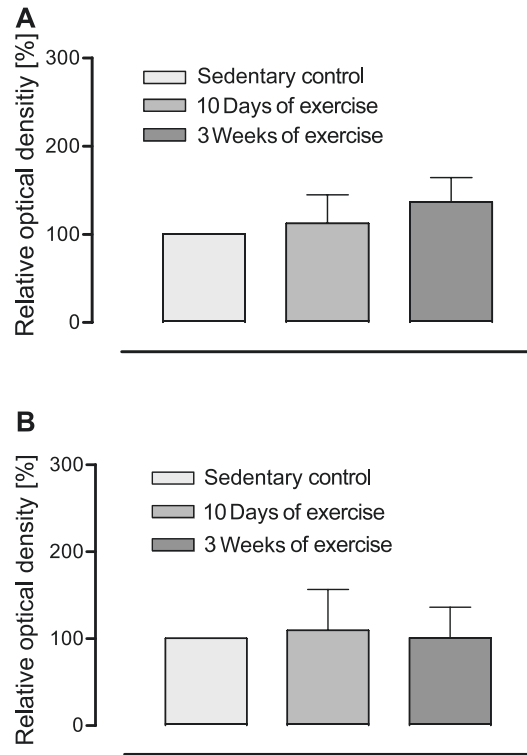 A
Relative optical densitiy [%]
300
200
100
0
Sedentary control
10 Days of exercise
3 Weeks of exercise
B
Relative optical density [%]
300
200
100
0
Sedentary control
10 Days of exercise
3 Weeks of exercise